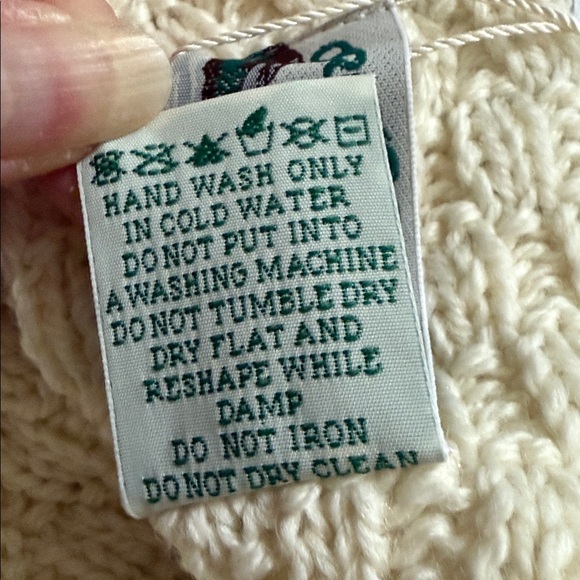 HAND WASH ONLY
IN COLD WATER
DO NOT PUT INTO
A WASHING MACHINE
DO NOT TUMBLE DRY
DRY FLAT AND
RESHAPE WHILE
DAMP
DO NOT IRON
DO NOT DRY CLEAN